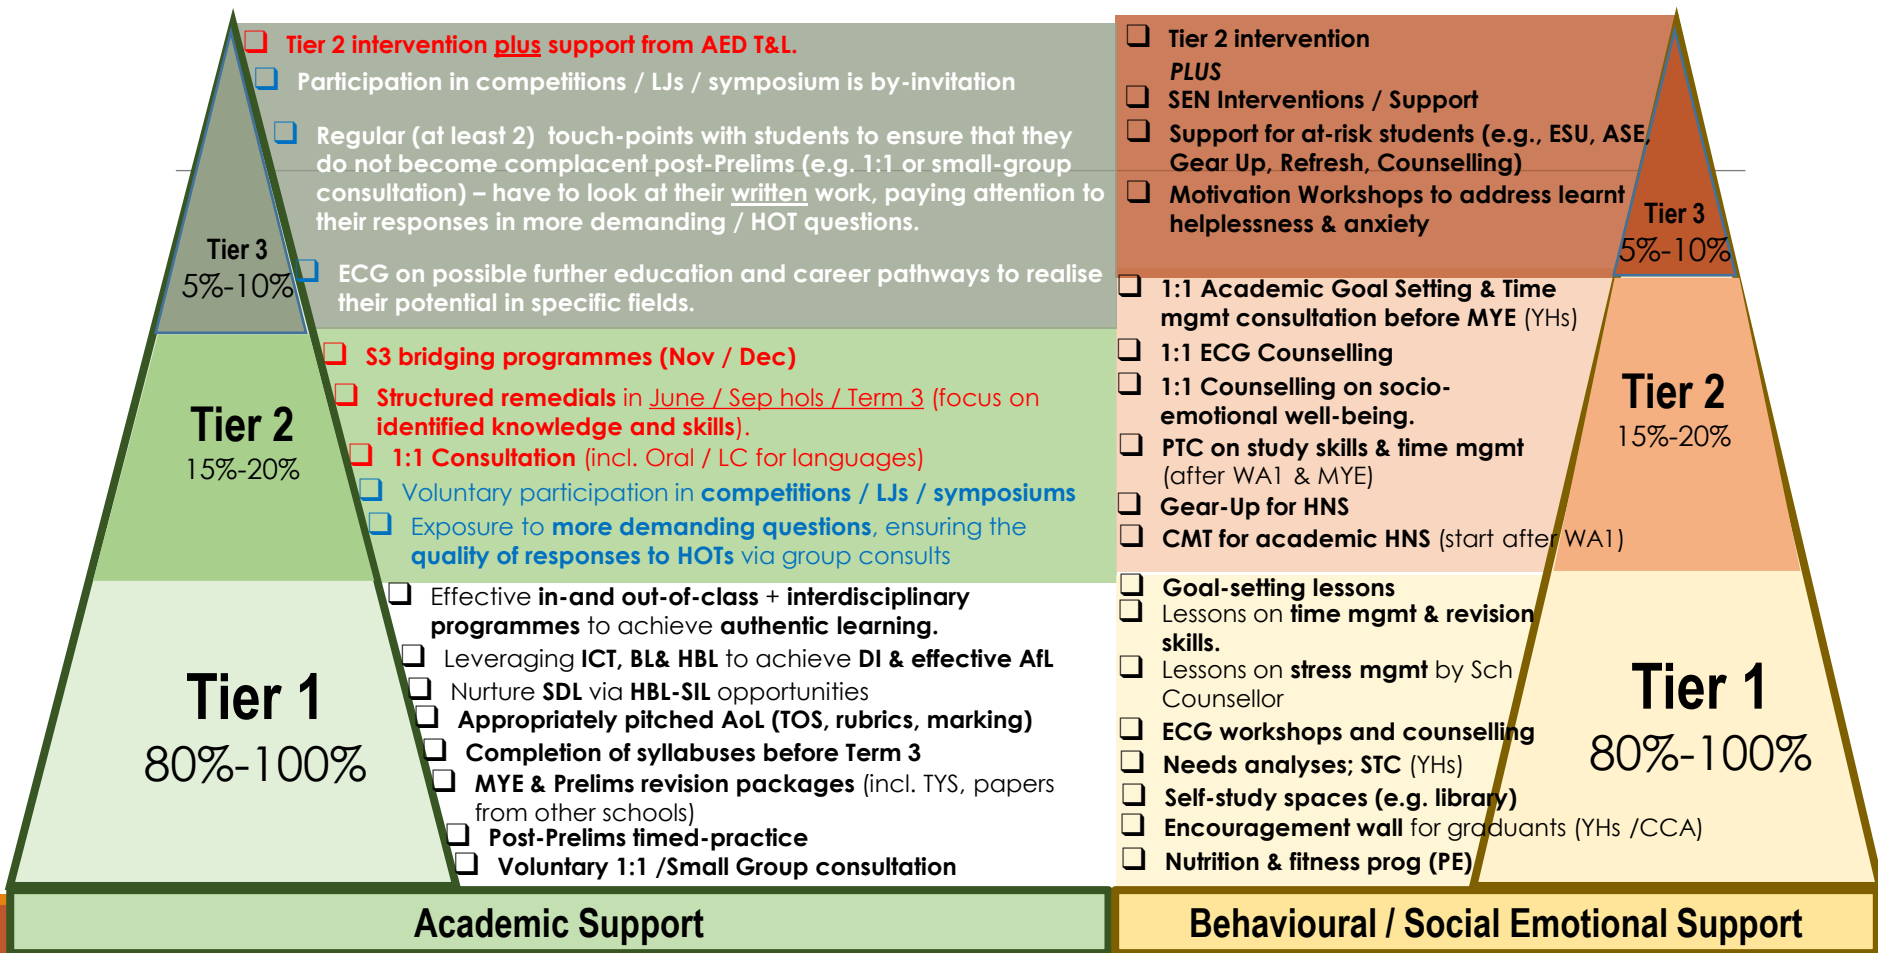 Tier 2 intervention plus support from AED T&L.
Participation in competitions / LJs / symposium is by-invitation
Regular (at least 2) touch-points with students to ensure that they
do not become complacent post-Prelims (e.g. 1:1 or small-group
consultation) – have to look at their written work, paying attention to
their responses in more demanding / HOT questions.
ECG on possible further education and career pathways to realise
their potential in specific fields.
Tier 3
5%-10%
S3 bridging programmes (Nov / Dec)
Structured remedials in June / Sep hols / Term 3 (focus on
identified knowledge and skills).
1:1 Consultation (incl. Oral / LC for languages)
Voluntary participation in competitions / LJs / symposiums
Exposure to more demanding questions, ensuring the
quality of responses to HOTs via group consults
Tier 2
15%-20%
Effective in-and out-of-class + interdisciplinary
programmes to achieve authentic learning.
Leveraging ICT, BL& HBL to achieve DI & effective AfL
Nurture SDL via HBL-SIL opportunities
Appropriately pitched AoL (TOS, rubrics, marking)
Completion of syllabuses before Term 3
MYE & Prelims revision packages (incl. TYS, papers
from other schools)
Post-Prelims timed-practice
Voluntary 1:1 /Small Group consultation
Tier 1
80%-100%
Academic Support
Tier 2 intervention
PLUS
SEN Interventions / Support
Support for at-risk students (e.g., ESU, ASE,
Gear Up, Refresh, Counselling)
Motivation Workshops to address learnt
helplessness & anxiety
Tier 3
5%-10%
1:1 Academic Goal Setting & Time
mgmt consultation before MYE (YHs)
1:1 ECG Counselling
1:1 Counselling on socio-
emotional well-being.
PTC on study skills & time mgmt
(after WA1 & MYE)
Gear-Up for HNS
CMT for academic HNS (start after WA1)
Tier 2
15%-20%
Goal-setting lessons
Lessons on time mgmt & revision
skills.
Lessons on stress mgmt by Sch
Counsellor
ECG workshops and counselling
Needs analyses; STC (YHs)
Self-study spaces (e.g. library)
Encouragement wall for graduants (YHs /CCA)
Nutrition & fitness prog (PE)
Tier 1
80%-100%
Behavioural / Social Emotional Support